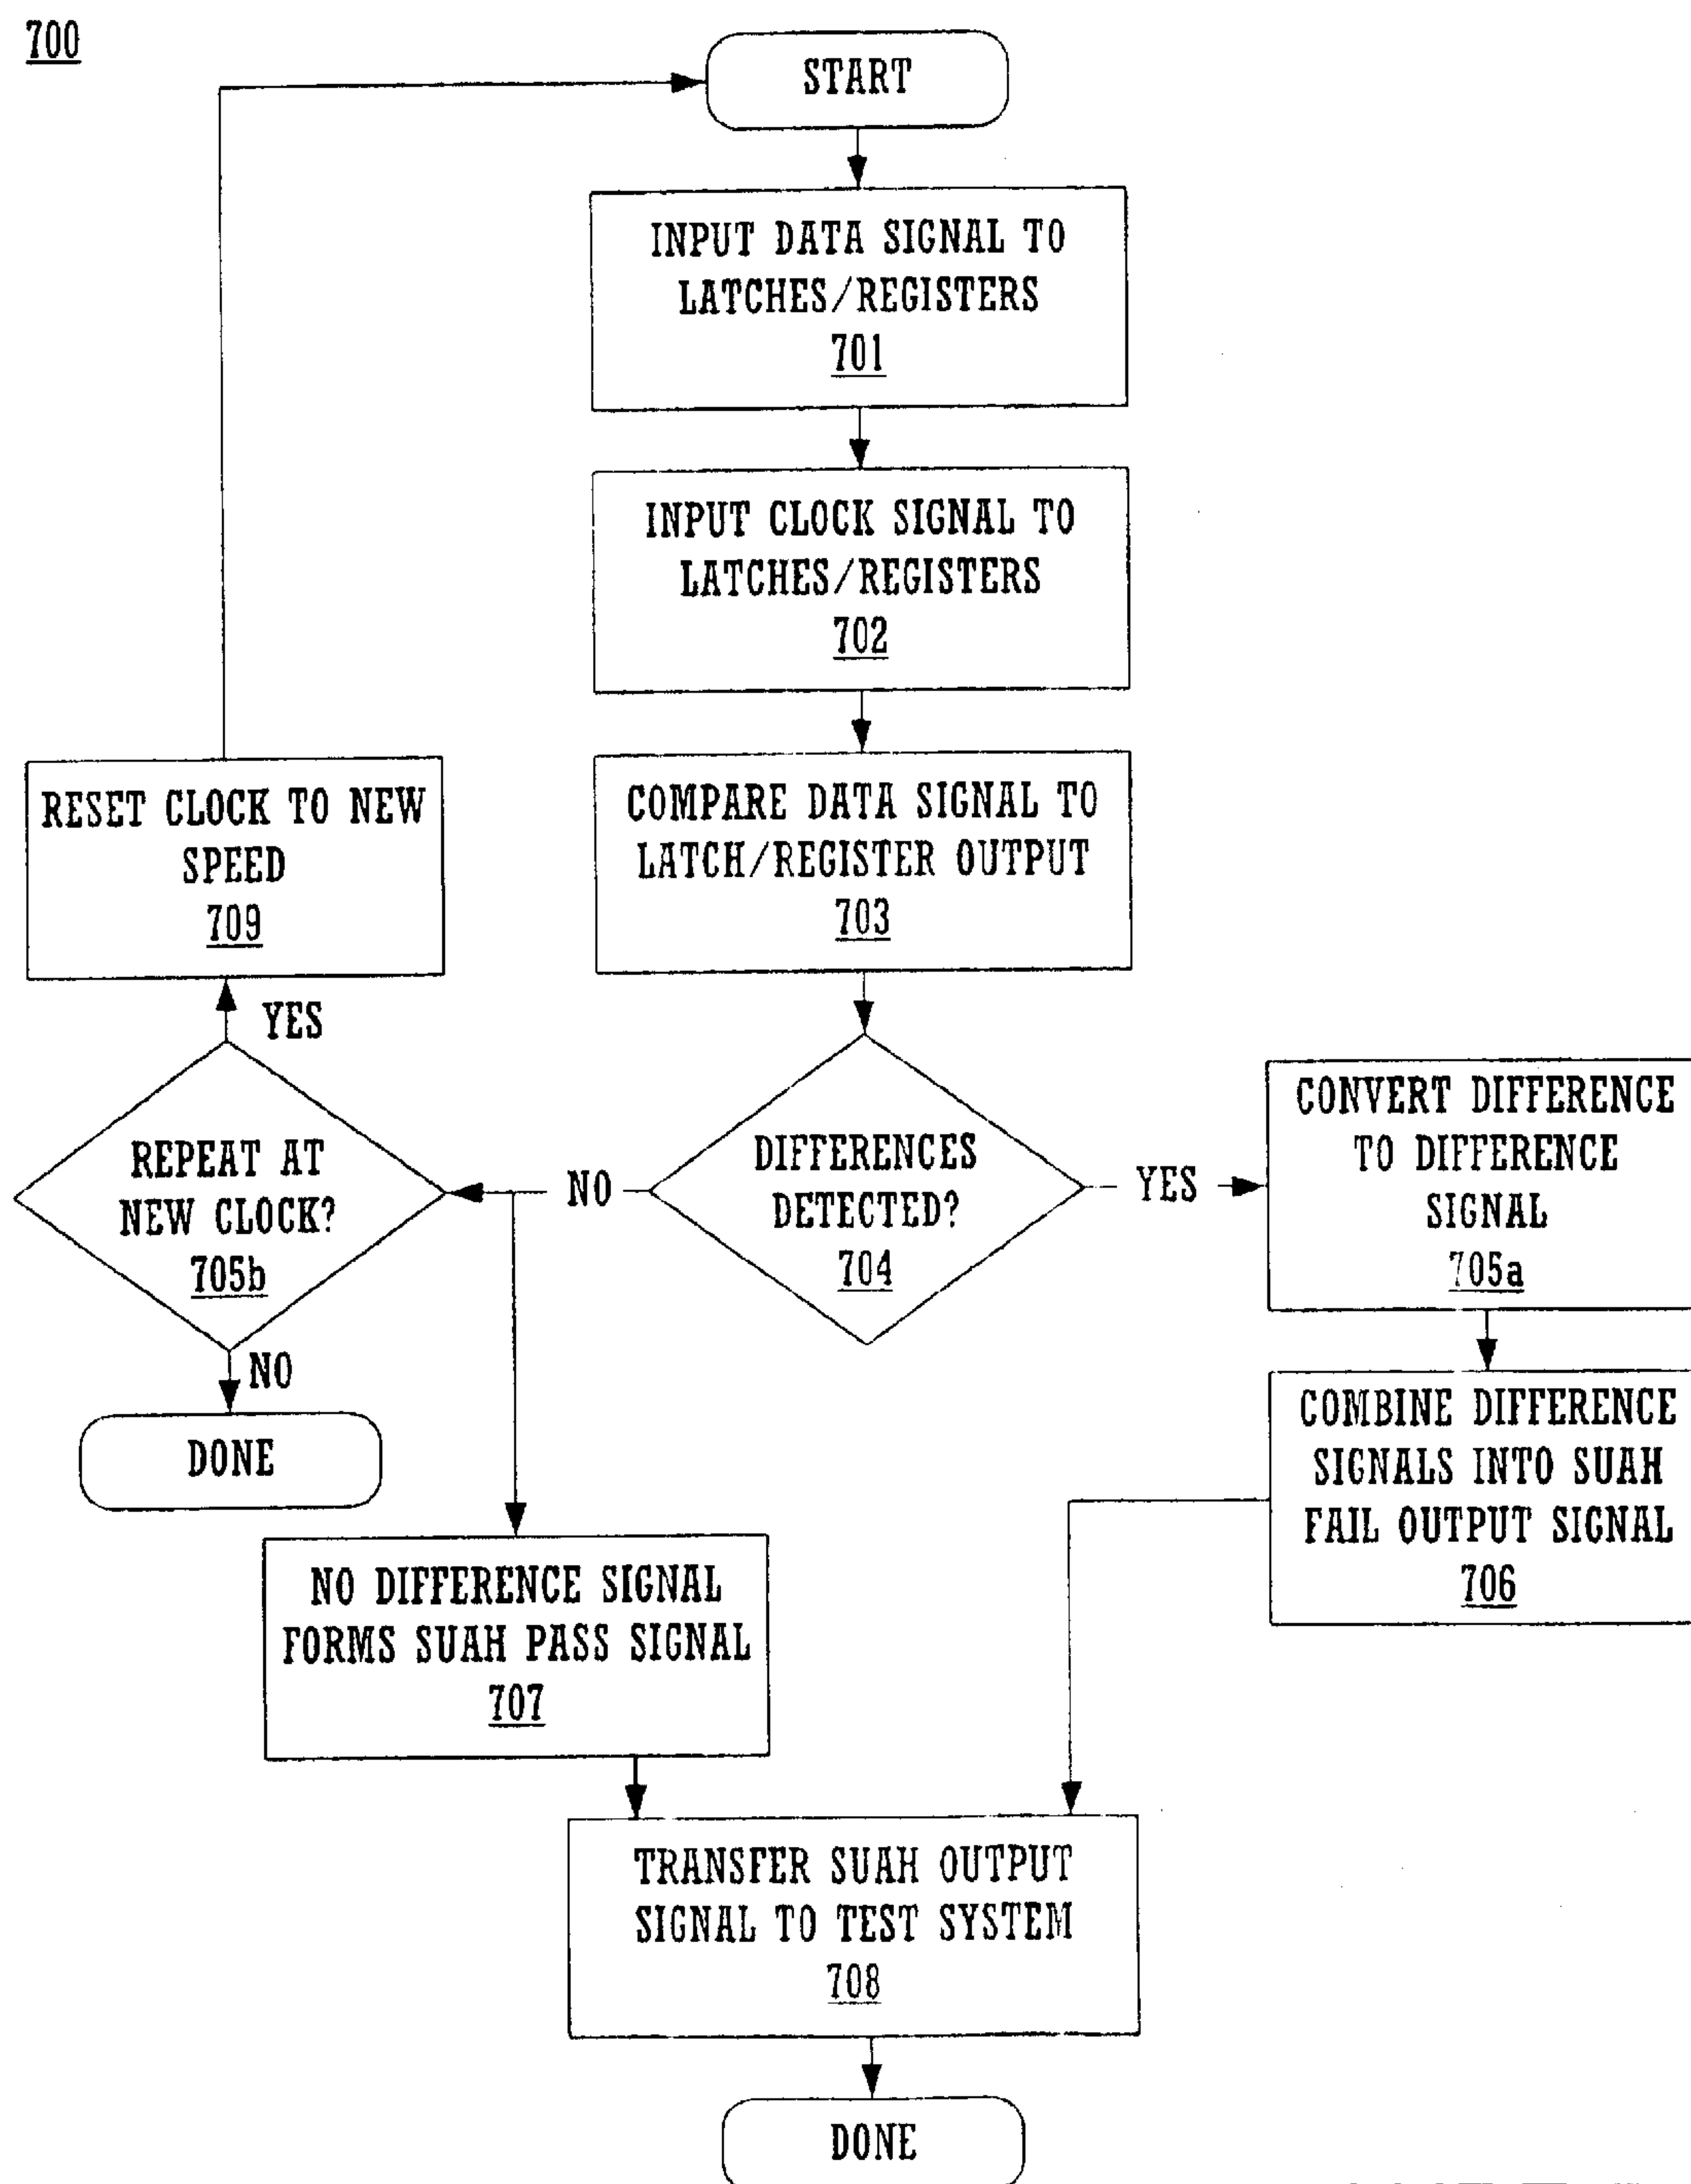 700
START
INPUT DATA SIGNAL TO
LATCHES/REGISTERS
701
INPUT CLOCK SIGNAL TO
LATCHES/REGISTERS
702
COMPARE DATA SIGNAL TO
LATCH/REGISTER OUTPUT
703
RESET CLOCK TO NEW
SPEED
709
YES
REPEAT AT
NEW CLOCK?
705b
NO
DONE
NO
DIFFERENCES
DETECTED?
704
YES
CONVERT DIFFERENCE
TO DIFFERENCE
SIGNAL
705a
COMBINE DIFFERENCE
SIGNALS INTO SUAH
FAIL OUTPUT SIGNAL
706
NO DIFFERENCE SIGNAL
FORMS SUAH PASS SIGNAL
707
TRANSFER SUAH OUTPUT
SIGNAL TO TEST SYSTEM
708
DONE